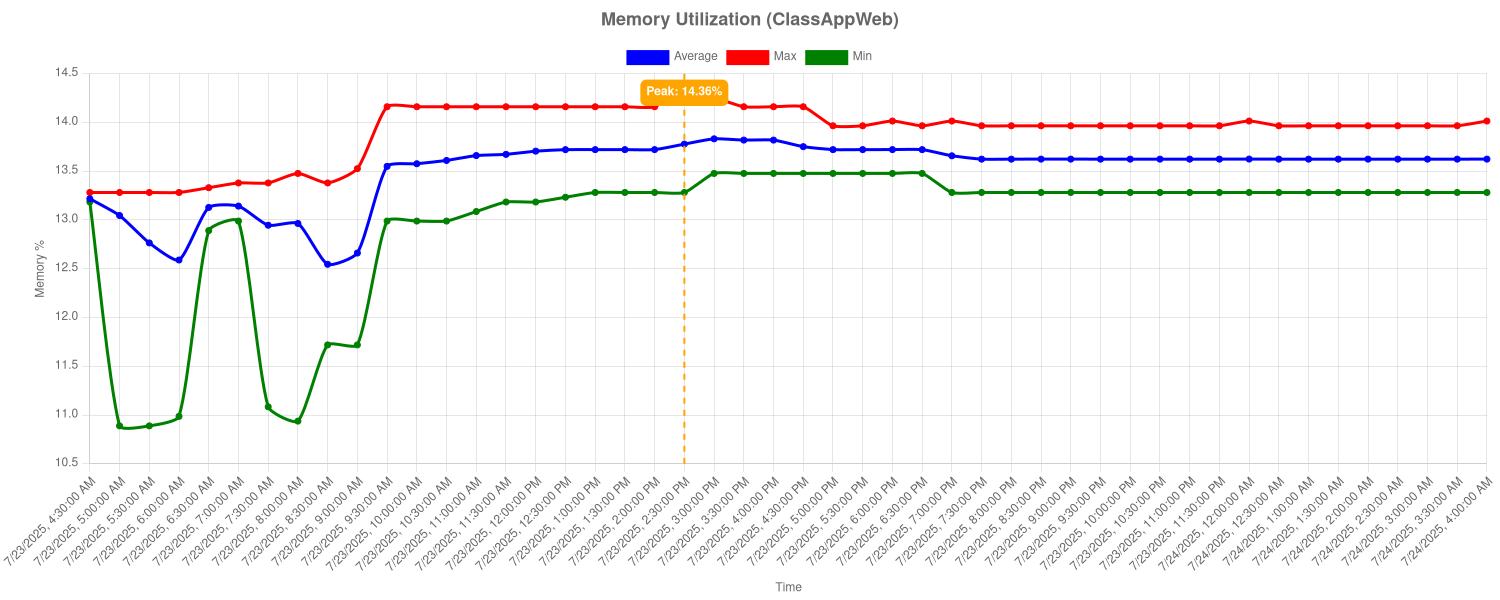 Memory Utilization (ClassAppWeb)
Average Max Min
Peak: 14.36%
14.5
14.0
13.5
13.0
12.5
12.0
11.5
11.0
10.5
Memory %
7/23/2025, 4:30:00 AM
7/23/2025, 5:00:00 AM
7/23/2025, 5:30:00 AM
7/23/2025, 6:00:00 AM
7/23/2025, 6:30:00 AM
7/23/2025, 7:00:00 AM
7/23/2025, 7:30:00 AM
7/23/2025, 8:00:00 AM
7/23/2025, 8:30:00 AM
7/23/2025, 9:00:00 AM
7/23/2025, 9:30:00 AM
7/23/2025, 10:00:00 AM
7/23/2025, 10:30:00 AM
7/23/2025, 11:00:00 AM
7/23/2025, 11:30:00 AM
7/23/2025, 12:00:00 PM
7/23/2025, 12:30:00 PM
7/23/2025, 1:00:00 PM
7/23/2025, 1:30:00 PM
7/23/2025, 2:00:00 PM
7/23/2025, 2:30:00 PM
7/23/2025, 3:00:00 PM
7/23/2025, 3:30:00 PM
7/23/2025, 4:00:00 PM
7/23/2025, 4:30:00 PM
7/23/2025, 5:00:00 PM
7/23/2025, 5:30:00 PM
7/23/2025, 6:00:00 PM
7/23/2025, 6:30:00 PM
7/23/2025, 7:00:00 PM
7/23/2025, 7:30:00 PM
7/23/2025, 8:00:00 PM
7/23/2025, 8:30:00 PM
7/23/2025, 9:00:00 PM
7/23/2025, 9:30:00 PM
7/23/2025, 10:00:00 PM
7/23/2025, 10:30:00 PM
7/23/2025, 11:00:00 PM
7/23/2025, 11:30:00 PM
7/24/2025, 12:00:00 AM
7/24/2025, 12:30:00 AM
7/24/2025, 1:00:00 AM
7/24/2025, 1:30:00 AM
7/24/2025, 2:00:00 AM
7/24/2025, 2:30:00 AM
7/24/2025, 3:00:00 AM
7/24/2025, 3:30:00 AM
7/24/2025, 4:00:00 AM
Time